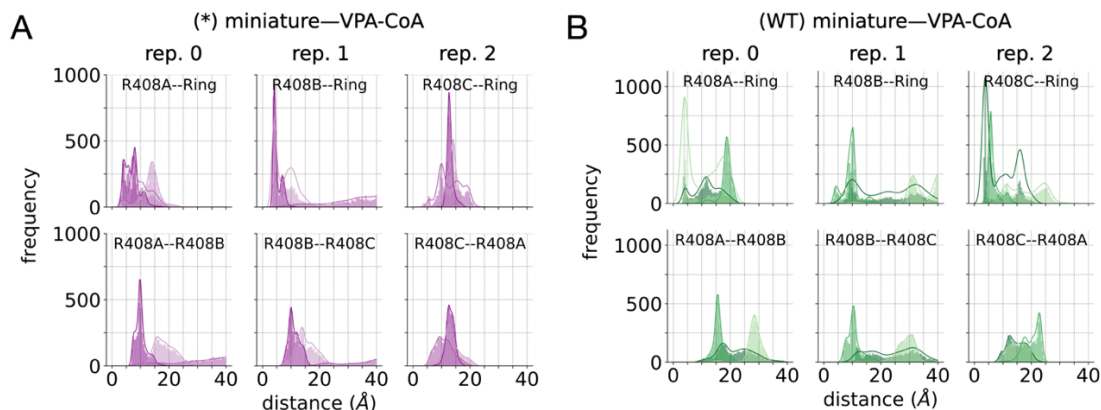 A
(*) miniature—VPA-CoA
rep. 0 rep. 1 rep. 2
frequency
1000
500
0
R408A--Ring
R408B--Ring
R408C--Ring
1000
500
0
R408A--R408B
R408B--R408C
R408C--R408A
0 20 40 0 20 40 0 20 40
distance (Å)
B
(WT) miniature—VPA-CoA
rep. 0 rep. 1 rep. 2
frequency
1000
500
0
R408A--Ring
R408B--Ring
R408C--Ring
1000
500
0
R408A--R408B
R408B--R408C
R408C--R408A
0 20 40 0 20 40 0 20 40
distance (Å)